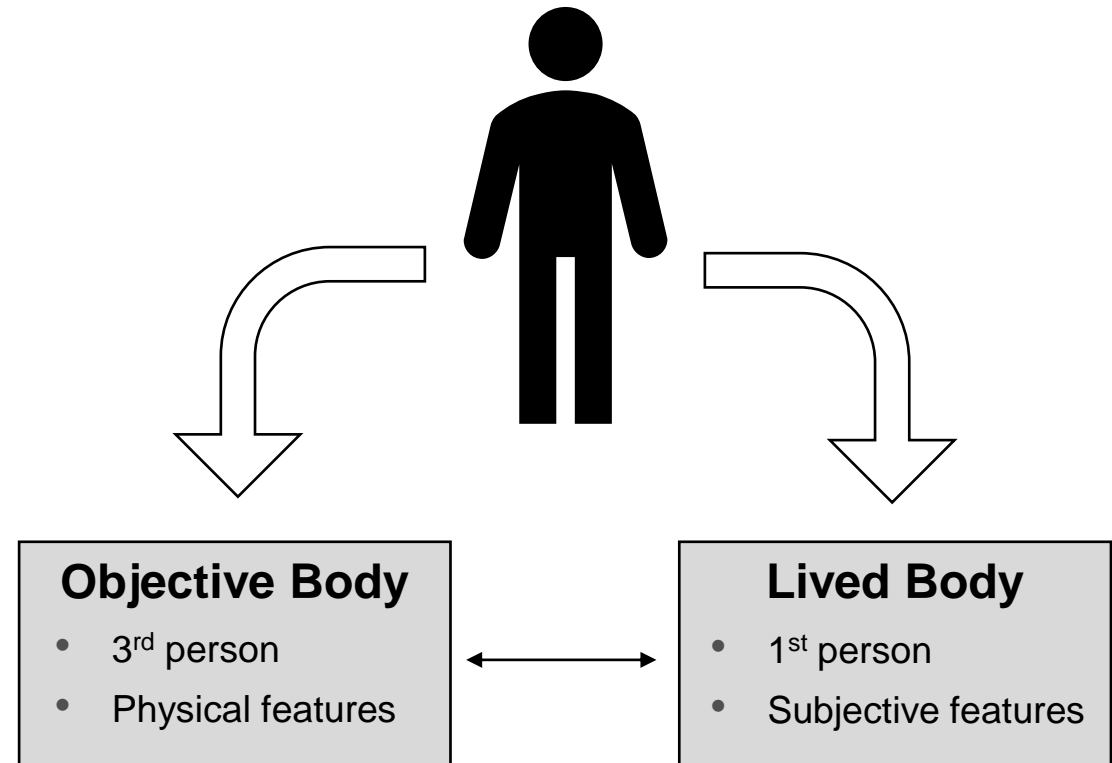 Objective Body
• 3rd person
• Physical features
Lived Body
• 1st person
• Subjective features